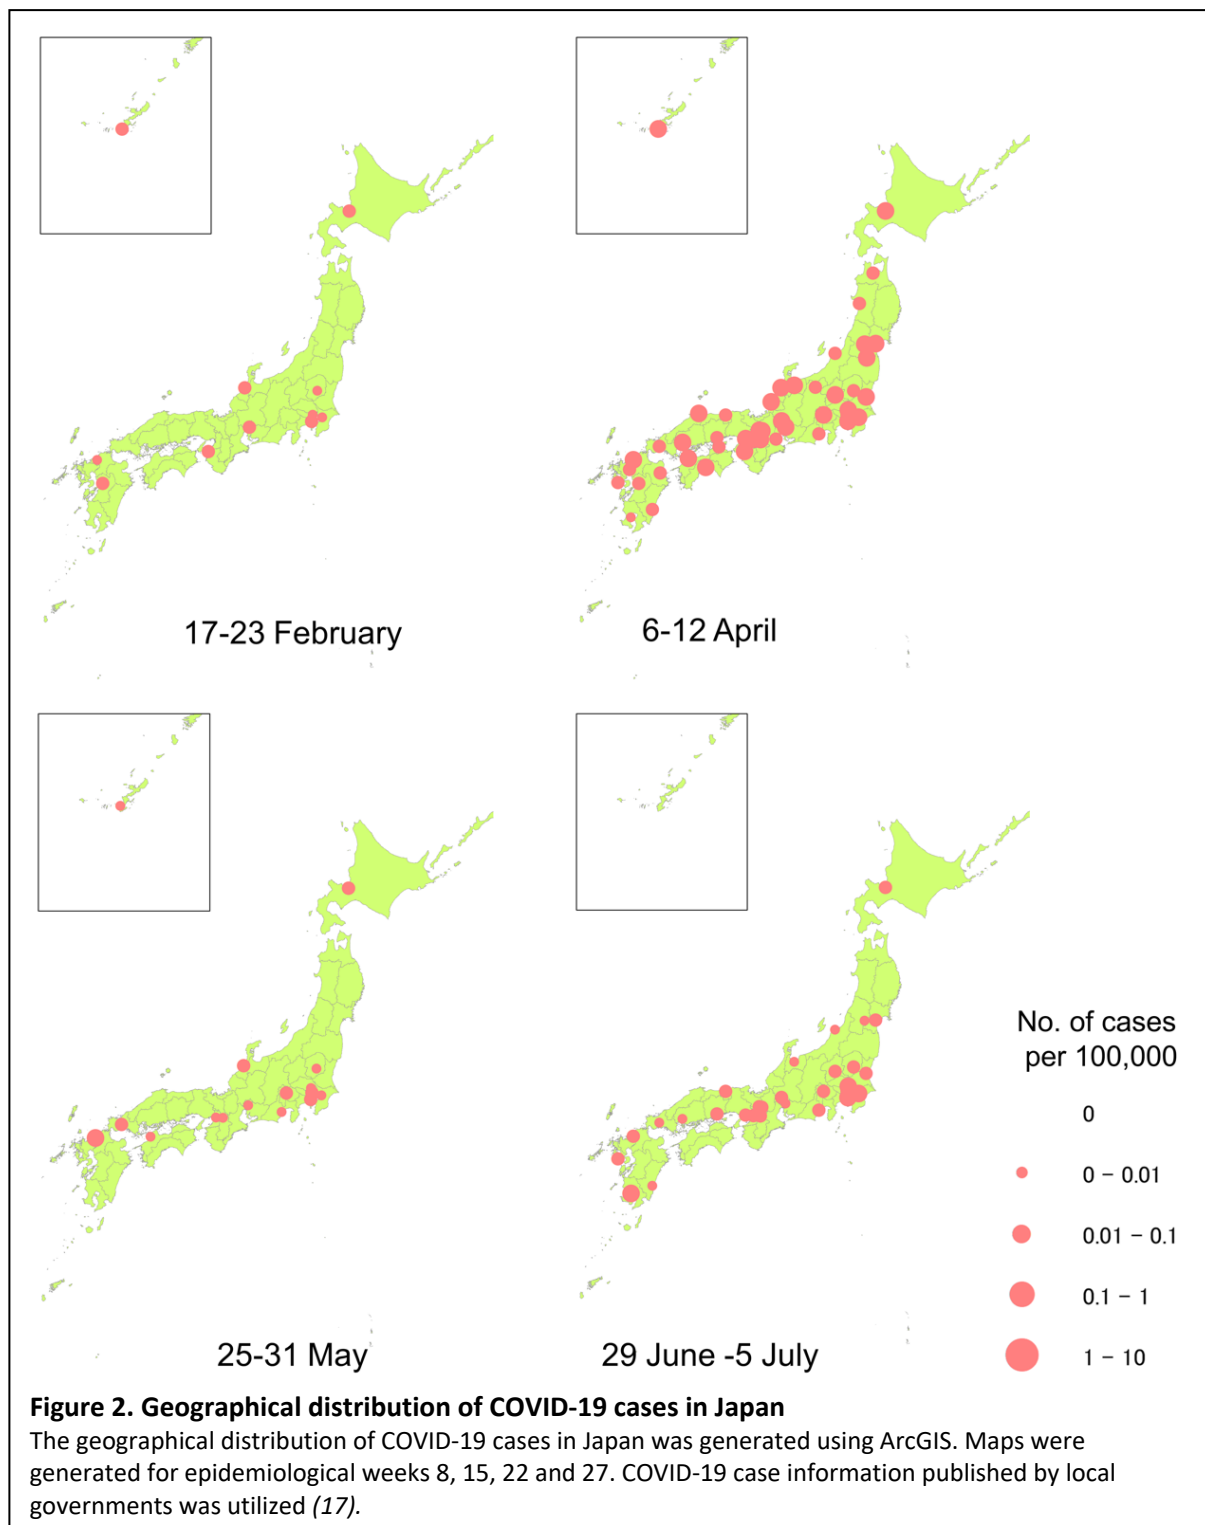 17-23 February
6-12 April
25-31 May
29 June -5 July
No. of cases
per 100,000
0
0 – 0.01
0.01 – 0.1
0.1 – 1
1 – 10
Figure 2. Geographical distribution of COVID-19 cases in Japan
The geographical distribution of COVID-19 cases in Japan was generated using ArcGIS. Maps were
generated for epidemiological weeks 8, 15, 22 and 27. COVID-19 case information published by local
governments was utilized (17).